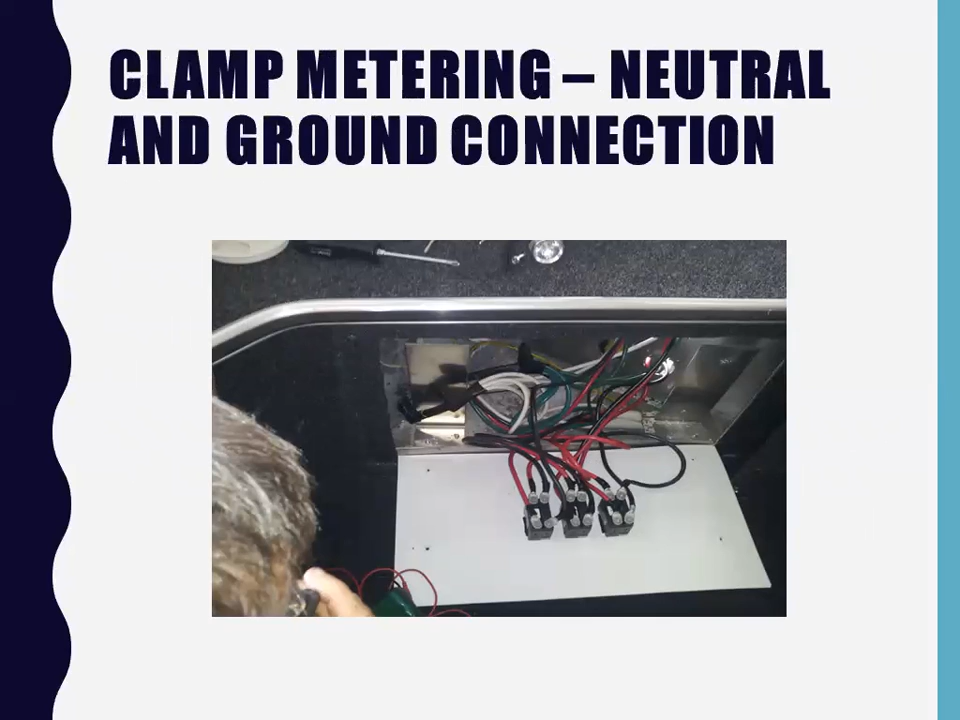 CLAMP METERING – NEUTRAL
AND GROUND CONNECTION